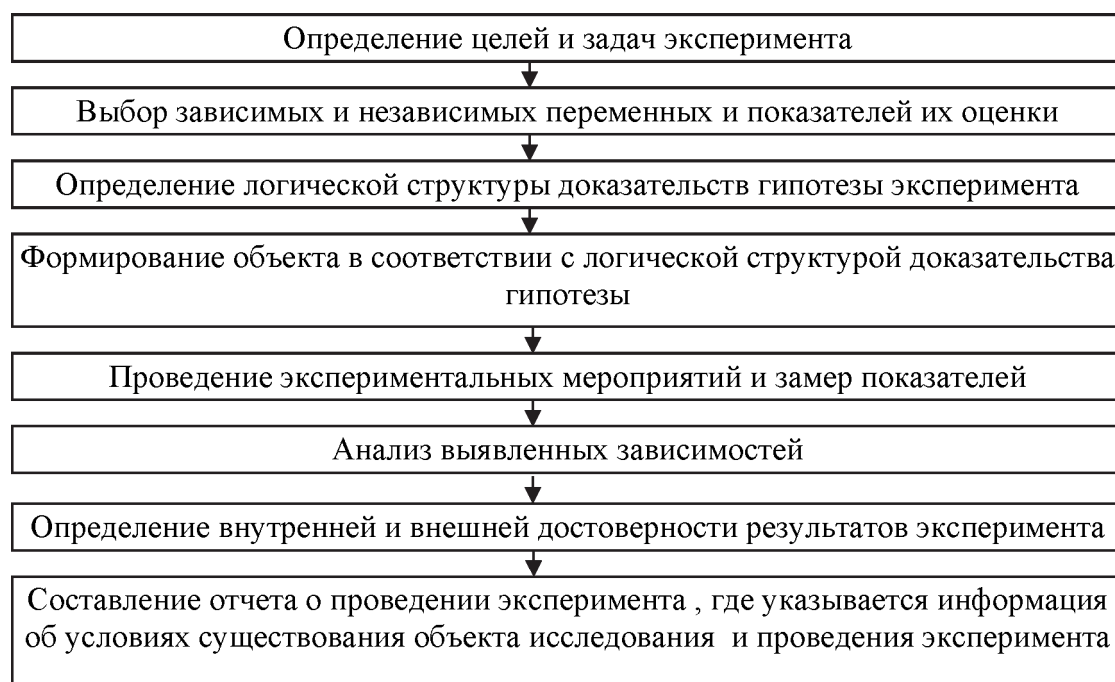 Определение целей и задач эксперимента
Выбор зависимых и независимых переменных и показателей их оценки
Определение логической структуры доказательств гипотезы эксперимента
Формирование объекта в соответствии с логической структурой доказательства
гипотезы
Проведение экспериментальных мероприятий и замер показателей
Анализ выявленных зависимостей
Определение внутренней и внешней достоверности результатов эксперимента
Составление отчета о проведении эксперимента , где указывается информация
об условиях существования объекта исследования  и проведения эксперимента